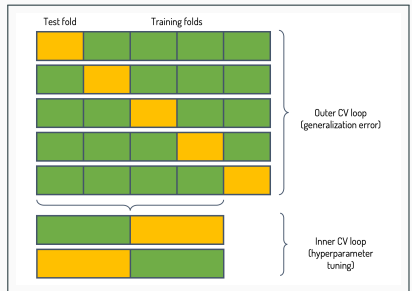 Test fold
Training folds
Outer CV loop
(generalization error)
Inner CV loop
(hyperparameter
tuning)